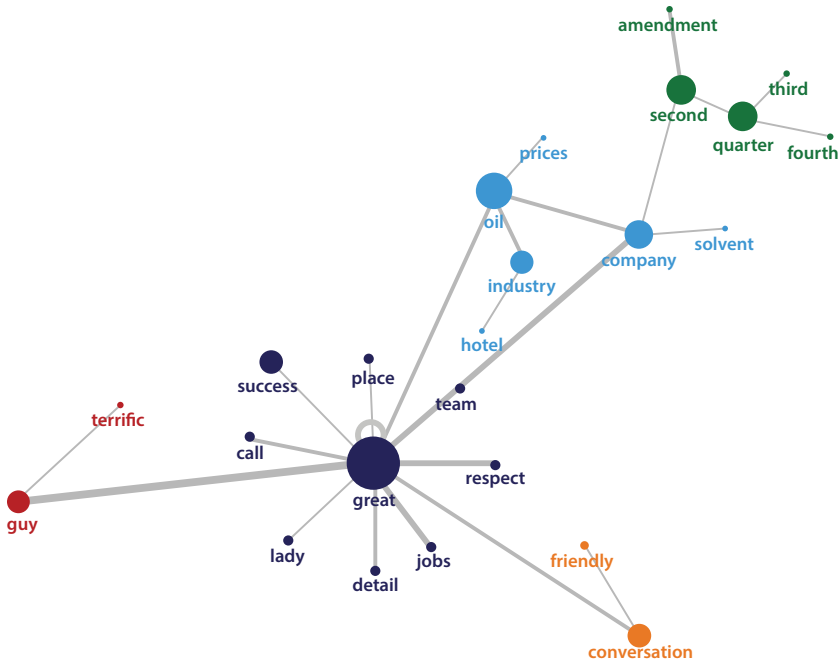 amendment
third
second
quarter
fourth
prices
oil
solvent
company
industry
hotel
place
success
team
terrific
call
respect
great
guy
lady
jobs
friendly
detail
conversation